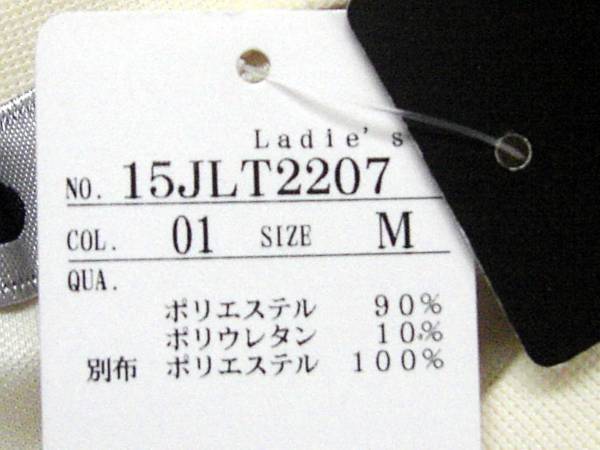 Ladie's
NO. 15JLT2207
COL. 01 SIZE M
QUA.
ポリエステル 90%
ポリウレタン 10%
別布 ポリエステル 100%